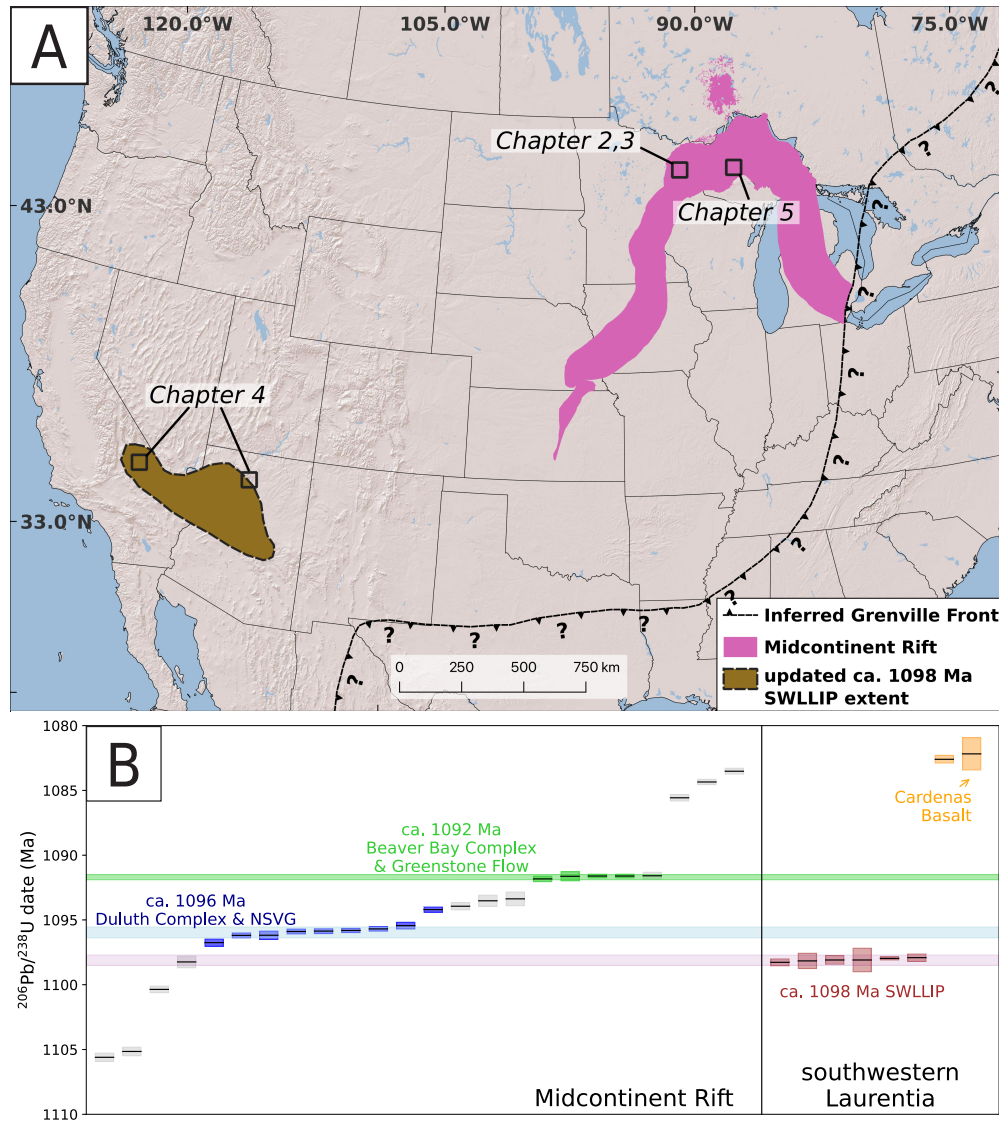 A
120.0°W
105.0°W
90.0°W
75.0°W
43.0°N
33.0°N
Chapter 2,3
Chapter 5
Chapter 4
?
?
?
?
?
?
?
?
?
?
?
?
?
0 250 500 750 km
Inferred Grenville Front
Midcontinent Rift
updated ca. 1098 Ma
SWLLIP extent
B
1080
1085
1090
1095
1100
1105
1110
²⁰⁶Pb/²³⁸U date (Ma)
ca. 1096 Ma
Duluth Complex & NSVG
ca. 1092 Ma
Beaver Bay Complex
& Greenstone Flow
Cardenas
Basalt
ca. 1098 Ma SWLLIP
Midcontinent Rift
southwestern
Laurentia